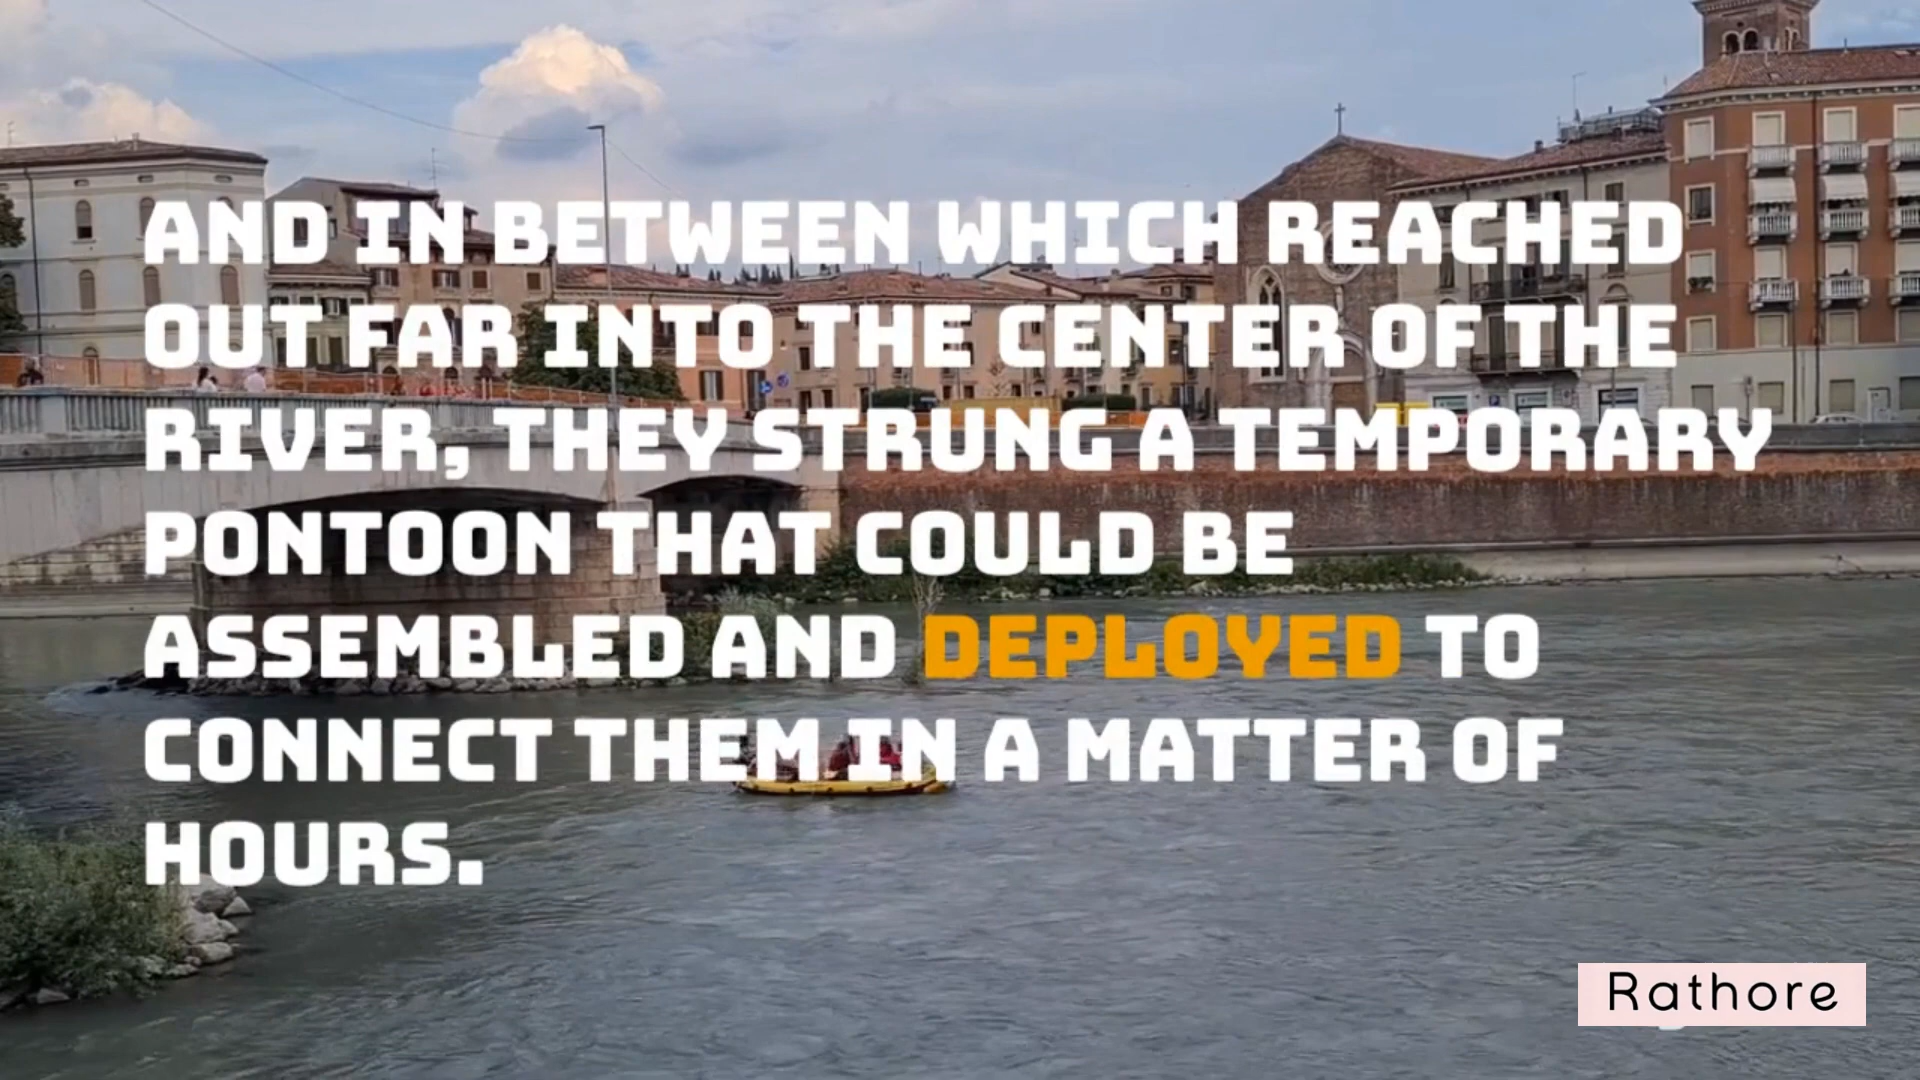 AND IN BETWEEN WHICH REACHED
OUT FAR INTO THE CENTER OF THE
RIVER, THEY STRUNG A TEMPORARY
PONTOON THAT COULD BE
ASSEMBLED AND DEPLOYED TO
CONNECT THEM IN A MATTER OF
HOURS.
Rathore